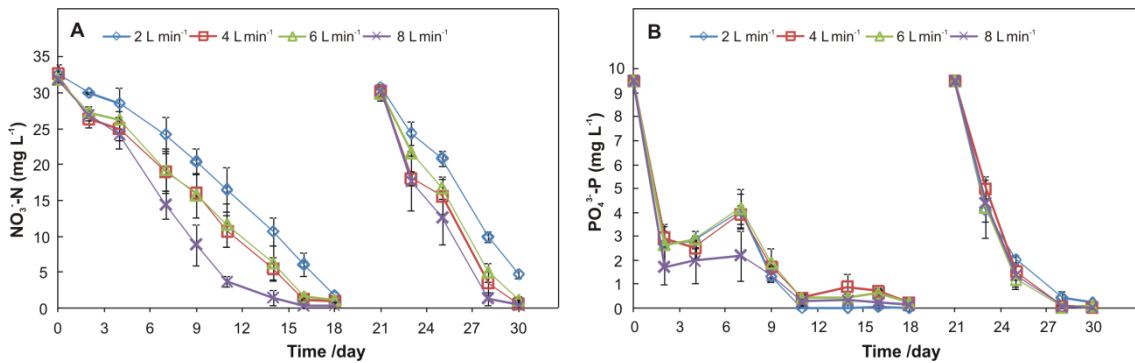 A
2 L min⁻¹ 4 L min⁻¹ 6 L min⁻¹ 8 L min⁻¹
NO₃⁻-N (mg L⁻¹)
35
30
25
20
15
10
5
0
0 3 6 9 12 15 18 21 24 27 30
Time /day
B
2 L min⁻¹ 4 L min⁻¹ 6 L min⁻¹ 8 L min⁻¹
PO₄³⁻-P (mg L⁻¹)
10
9
8
7
6
5
4
3
2
1
0
0 3 6 9 12 15 18 21 24 27 30
Time /day